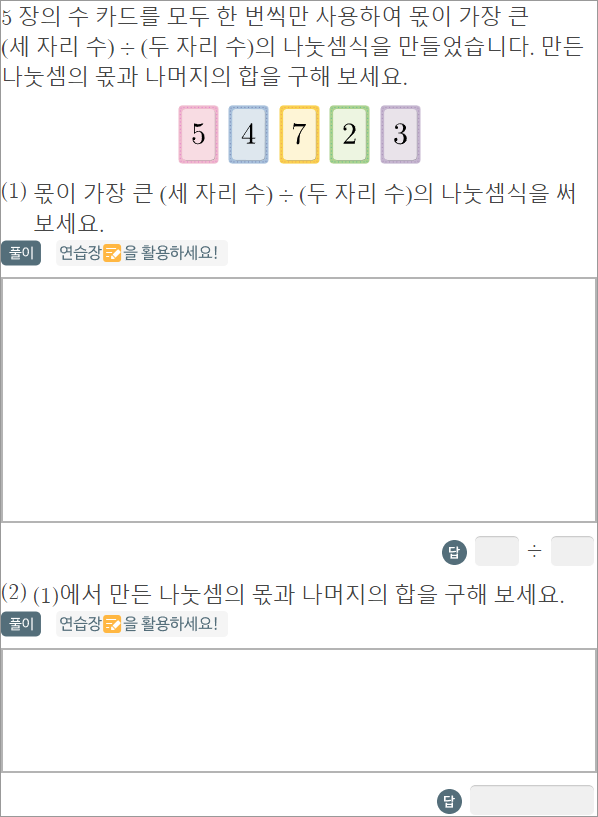 5 장의 수 카드를 모두 한 번씩만 사용하여 몫이 가장 큰
(세 자리 수) ÷ (두 자리 수)의 나눗셈식을 만들었습니다. 만든
나눗셈의 몫과 나머지의 합을 구해 보세요.
5 4 7 2 3
(1) 몫이 가장 큰 (세 자리 수) ÷ (두 자리 수)의 나눗셈식을 써
보세요.
풀이 연습장을 활용하세요!
답 ÷
(2) (1)에서 만든 나눗셈의 몫과 나머지의 합을 구해 보세요.
풀이 연습장을 활용하세요!
답